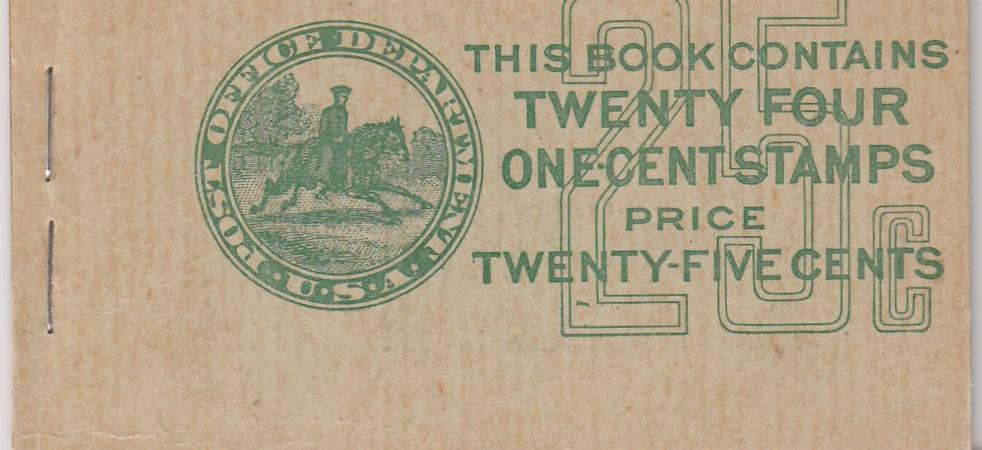 POST OFFICE DEPARTMENT
U.S.A.
THIS BOOK CONTAINS
TWENTY FOUR
ONE-CENT STAMPS
PRICE
TWENTY-FIVE CENTS
25c